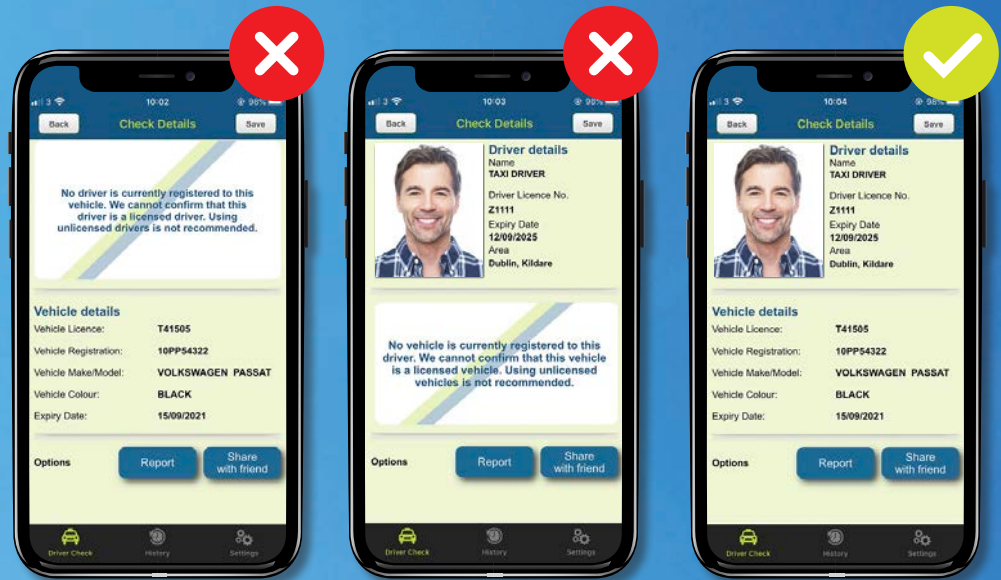 3
10:02
96%
Back
Check Details
Save
No driver is currently registered to this
vehicle. We cannot confirm that this
driver is a licensed driver. Using
unlicensed drivers is not recommended.
Vehicle details
Vehicle Licence: T41505
Vehicle Registration: 10PP54322
Vehicle Make/Model: VOLKSWAGEN PASSAT
Vehicle Colour: BLACK
Expiry Date: 15/09/2021
Options
Report
Share
with friend
Driver Check
History
Settings
3
10:03
Back
Check Details
Save
Driver details
Name
TAXI DRIVER
Driver Licence No.
Z1111
Expiry Date
12/09/2025
Area
Dublin, Kildare
No vehicle is currently registered to this
driver. We cannot confirm that this vehicle
is a licensed vehicle. Using unlicensed
vehicles is not recommended.
Options
Report
Share
with friend
Driver Check
History
Settings
3
10:04
Back
Check Details
Save
Driver details
Name
TAXI DRIVER
Driver Licence No.
Z1111
Expiry Date
12/09/2025
Area
Dublin, Kildare
Vehicle details
Vehicle Licence: T41505
Vehicle Registration: 10PP54322
Vehicle Make/Model: VOLKSWAGEN PASSAT
Vehicle Colour: BLACK
Expiry Date: 15/09/2021
Options
Report
Share
with friend
Driver Check
History
Settings